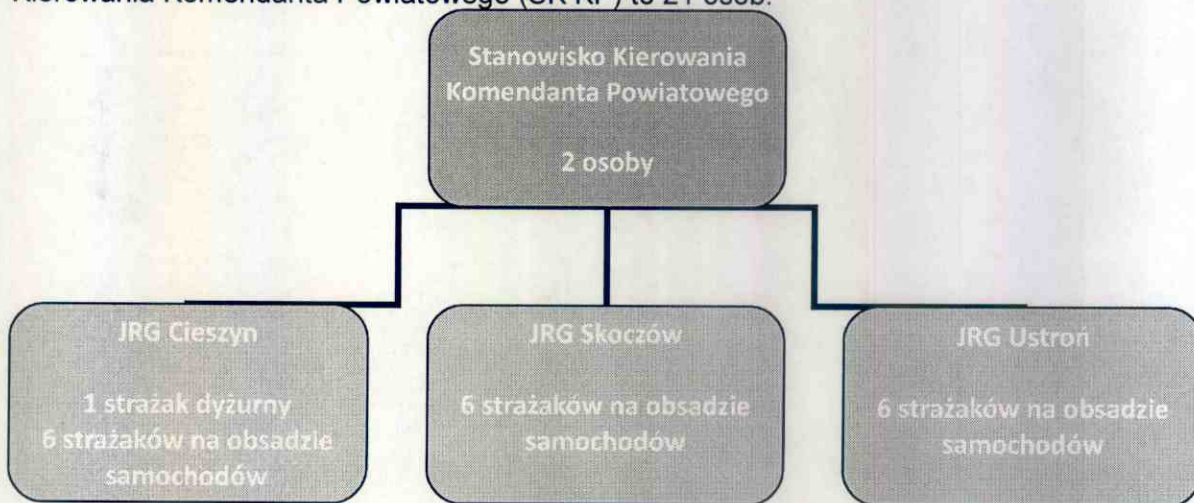 Kierowania Komendanta Powiatowego (SK KP) to 21 osób.
Stanowisko Kierowania
Komendanta Powiatowego
2 osoby
JRG Cieszyn
1 strażak dyżurny
6 strażaków na obsadzie
samochodów
JRG Skoczów
6 strażaków na obsadzie
samochodów
JRG Ustroń
6 strażaków na obsadzie
samochodów